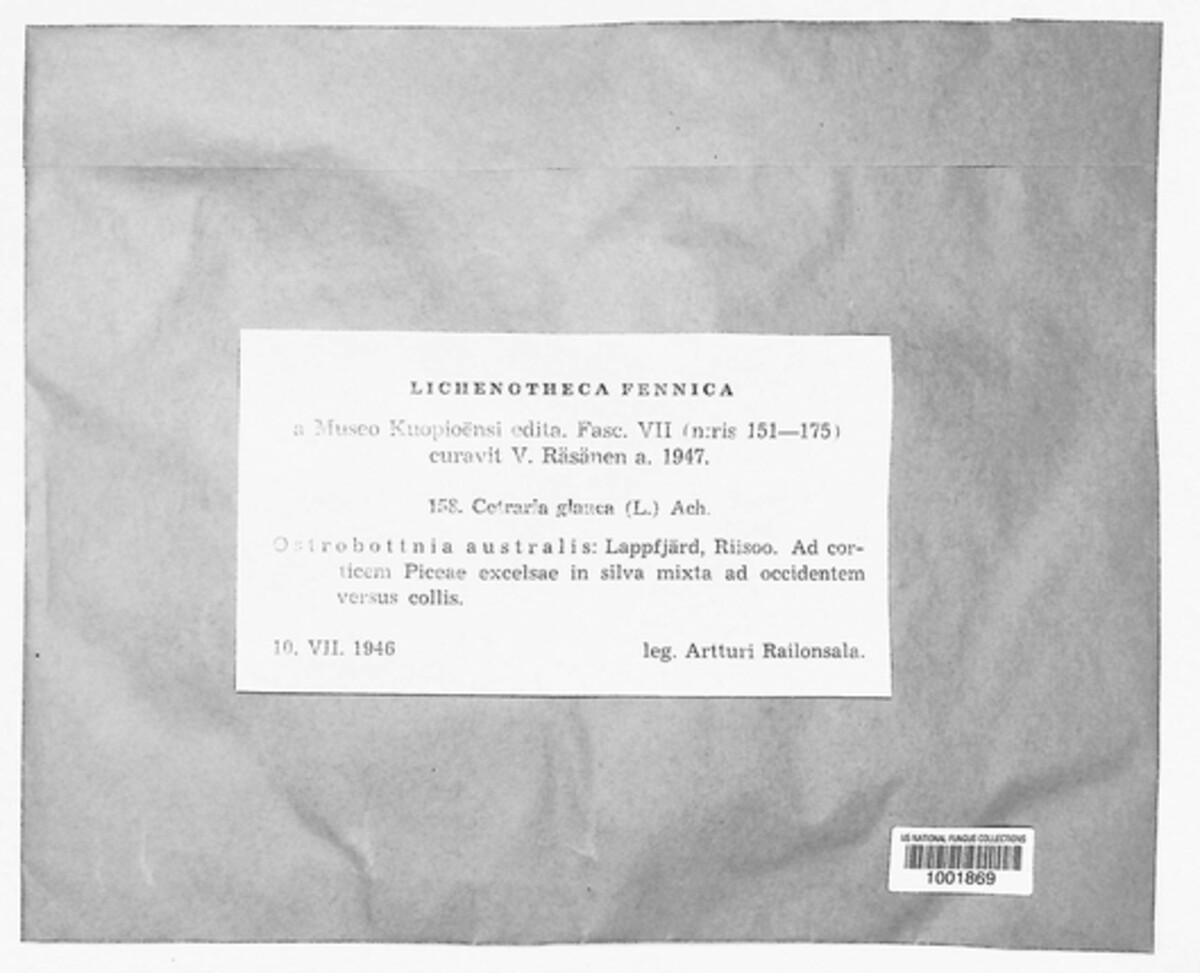 LICHENOTHECA FENNICA
a Museo Kuopioënsi edita. Fasc. VII (n:ris 151—175)
curavit V. Räsänen a. 1947.
158. Cetraria glauca (L.) Ach.
Ostrobottnia australis: Lappfjärd, Riisoo. Ad cor-
ticem Piceae excelsae in silva mixta ad occidentem
versus collis.
10. VII. 1946 leg. Artturi Railonsala.
US NATIONAL FUNGUS COLLECTIONS
1001869